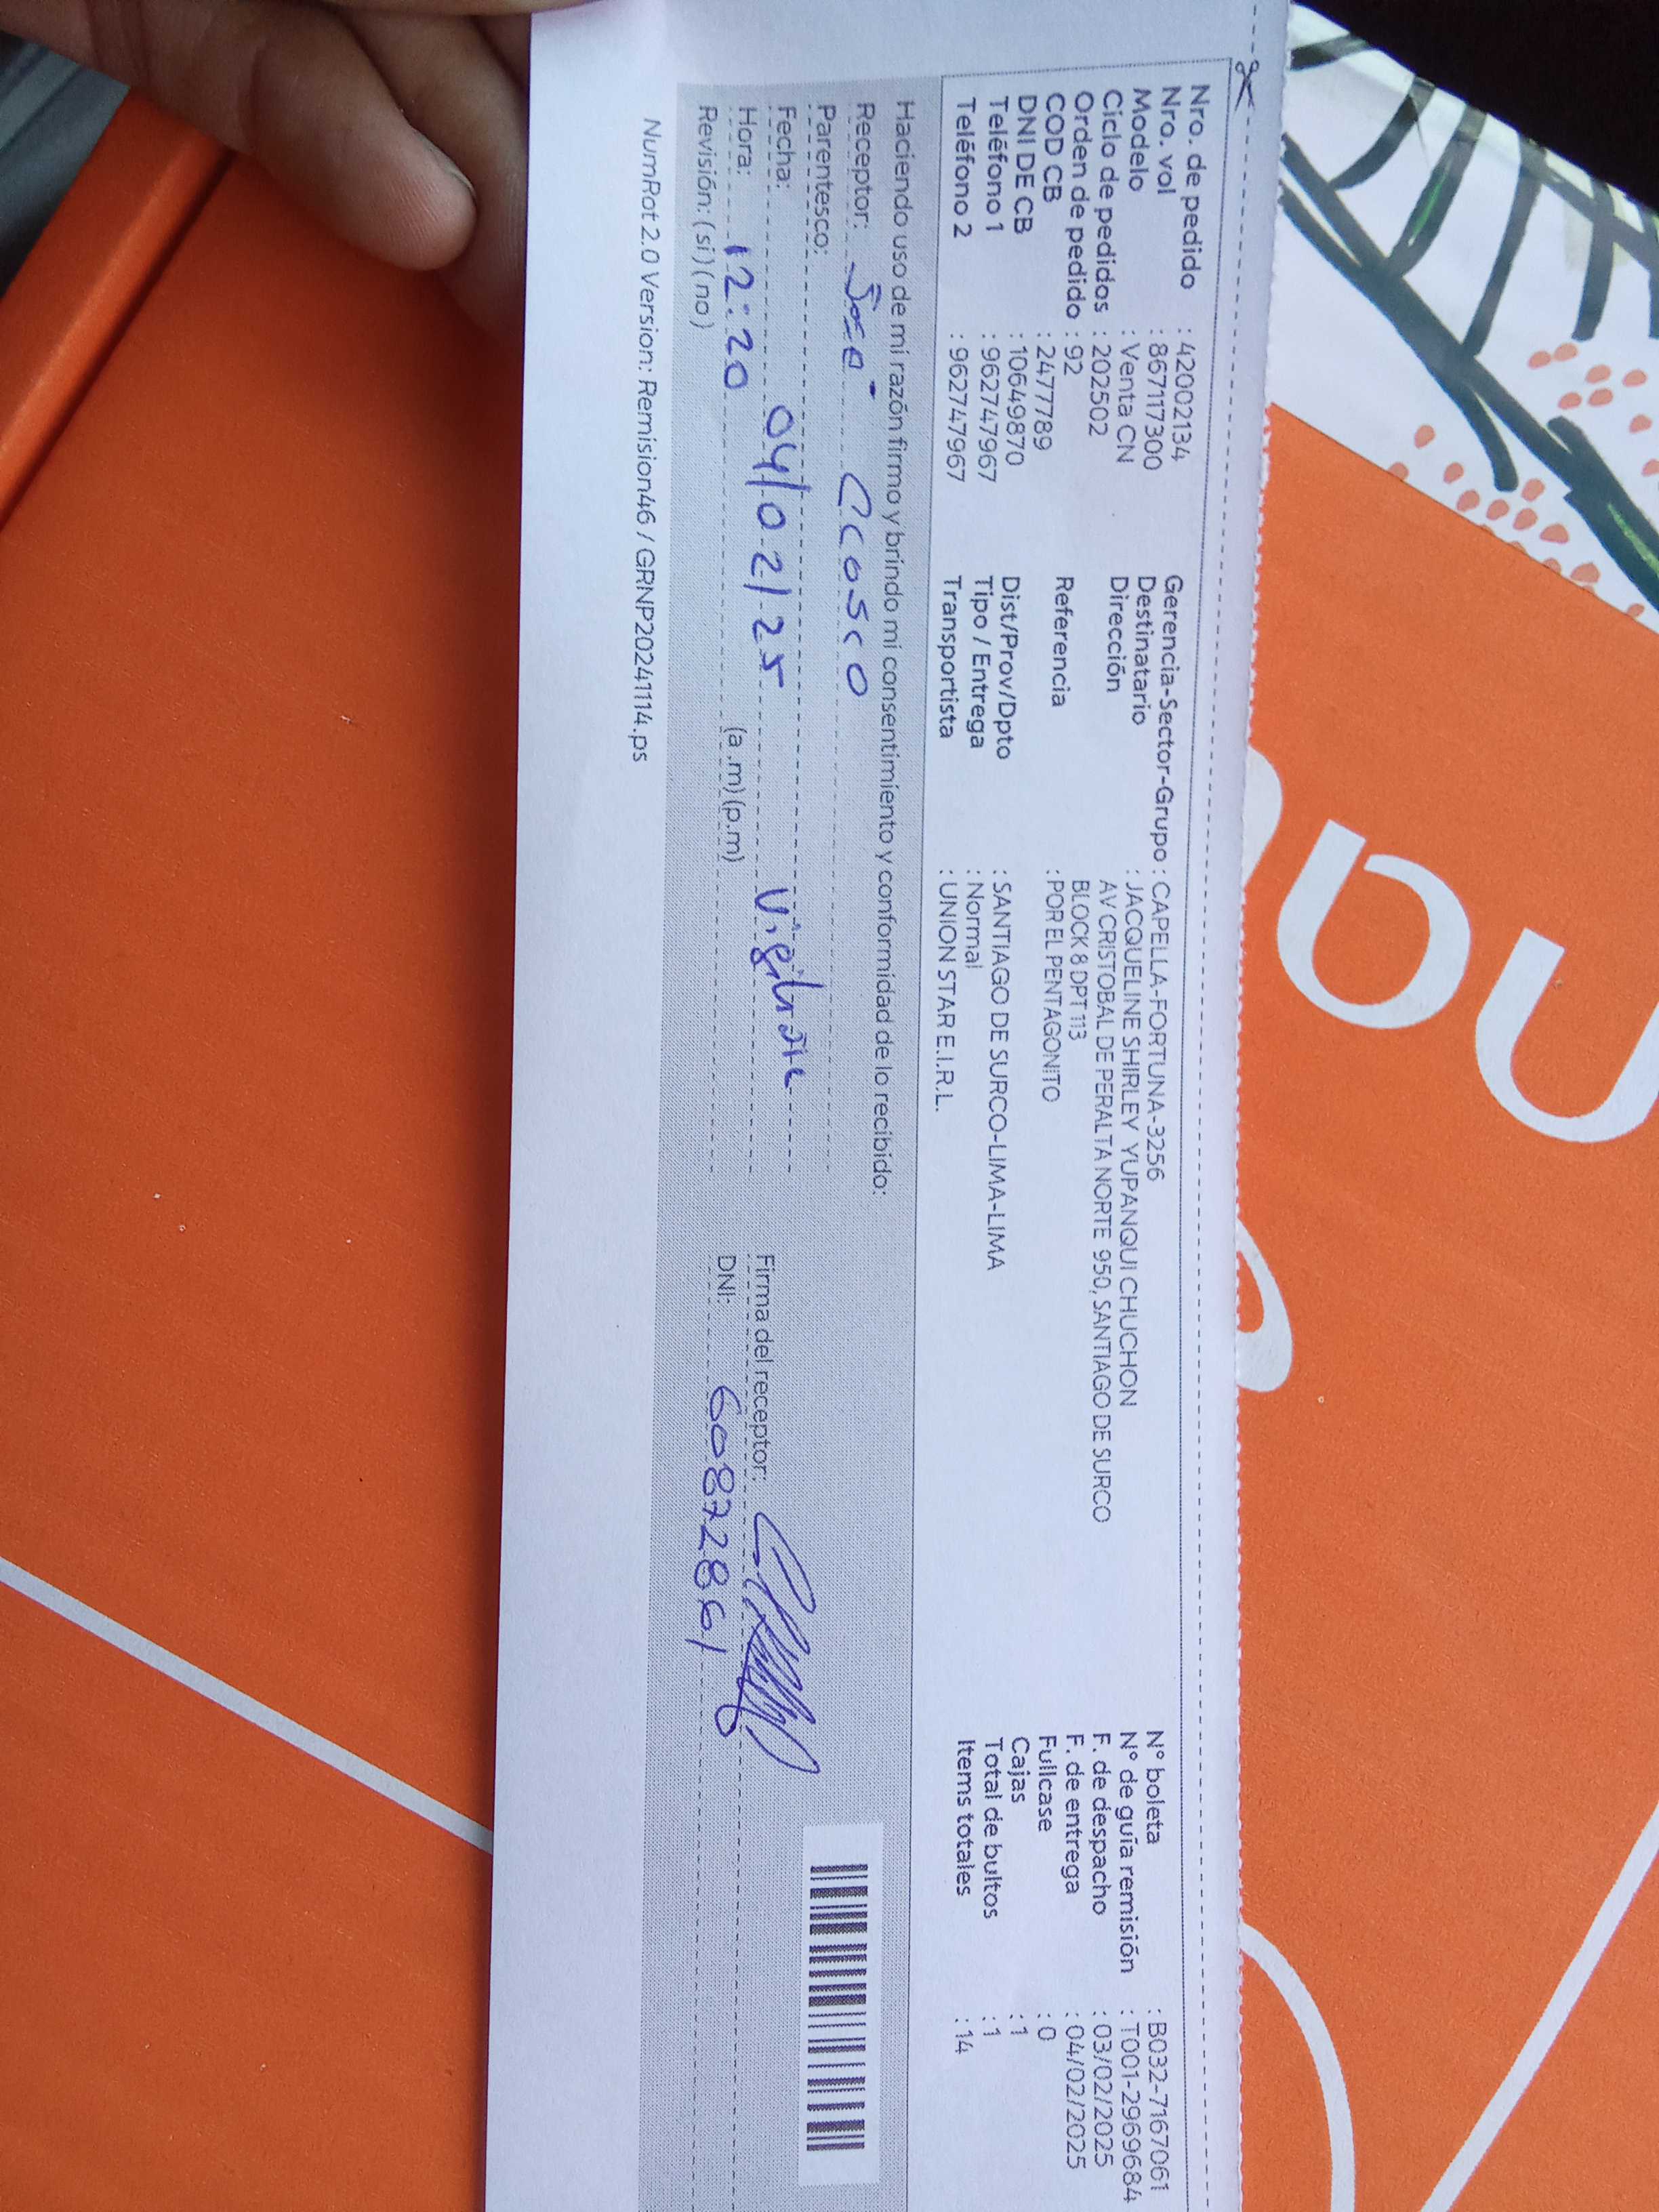 Nro. de pedido : 42002134
Nro. vol : 867117300
Modelo : Venta CN
Ciclo de pedidos : 202502
Orden de pedido : 92
COD CB : 2477789
DNI DE CB : 10649870
Teléfono 1 : 962747967
Teléfono 2 : 962747967
Gerencia-Sector-Grupo : CAPELLA-FORTUNA-3256
Destinatario : JACQUELINE SHIRLEY YUPANQUI CHUCHON
Dirección AV CRISTOBAL DE PERALTA NORTE 950, SANTIAGO DE SURCO
BLOCK 8 DPT 113
Referencia : POR EL PENTAGONITO
Dist/Prov/Dpto : SANTIAGO DE SURCO-LIMA-LIMA
Tipo / Entrega : Normal
Transportista : UNION STAR E.I.R.L.
N° boleta : B032-7167061
N° de guía remisión : T001-2969684
F. de despacho : 03/02/2025
F. de entrega : 04/02/2025
Fullcase : 0
Cajas : 1
Total de bultos : 1
Items totales : 14
Haciendo uso de mi razón firmo y brindo mi consentimiento y conformidad de lo recibido:
Receptor: José Ccosco
Parentesco:
Fecha: 04/02/25
Hora: 12:20 (a.m) (p.m)
Revisión: (si) (no)
Firma del receptor:
DNI: 60872861
NumRot 2.0 Version: Remision46 / GRNP20241114.ps